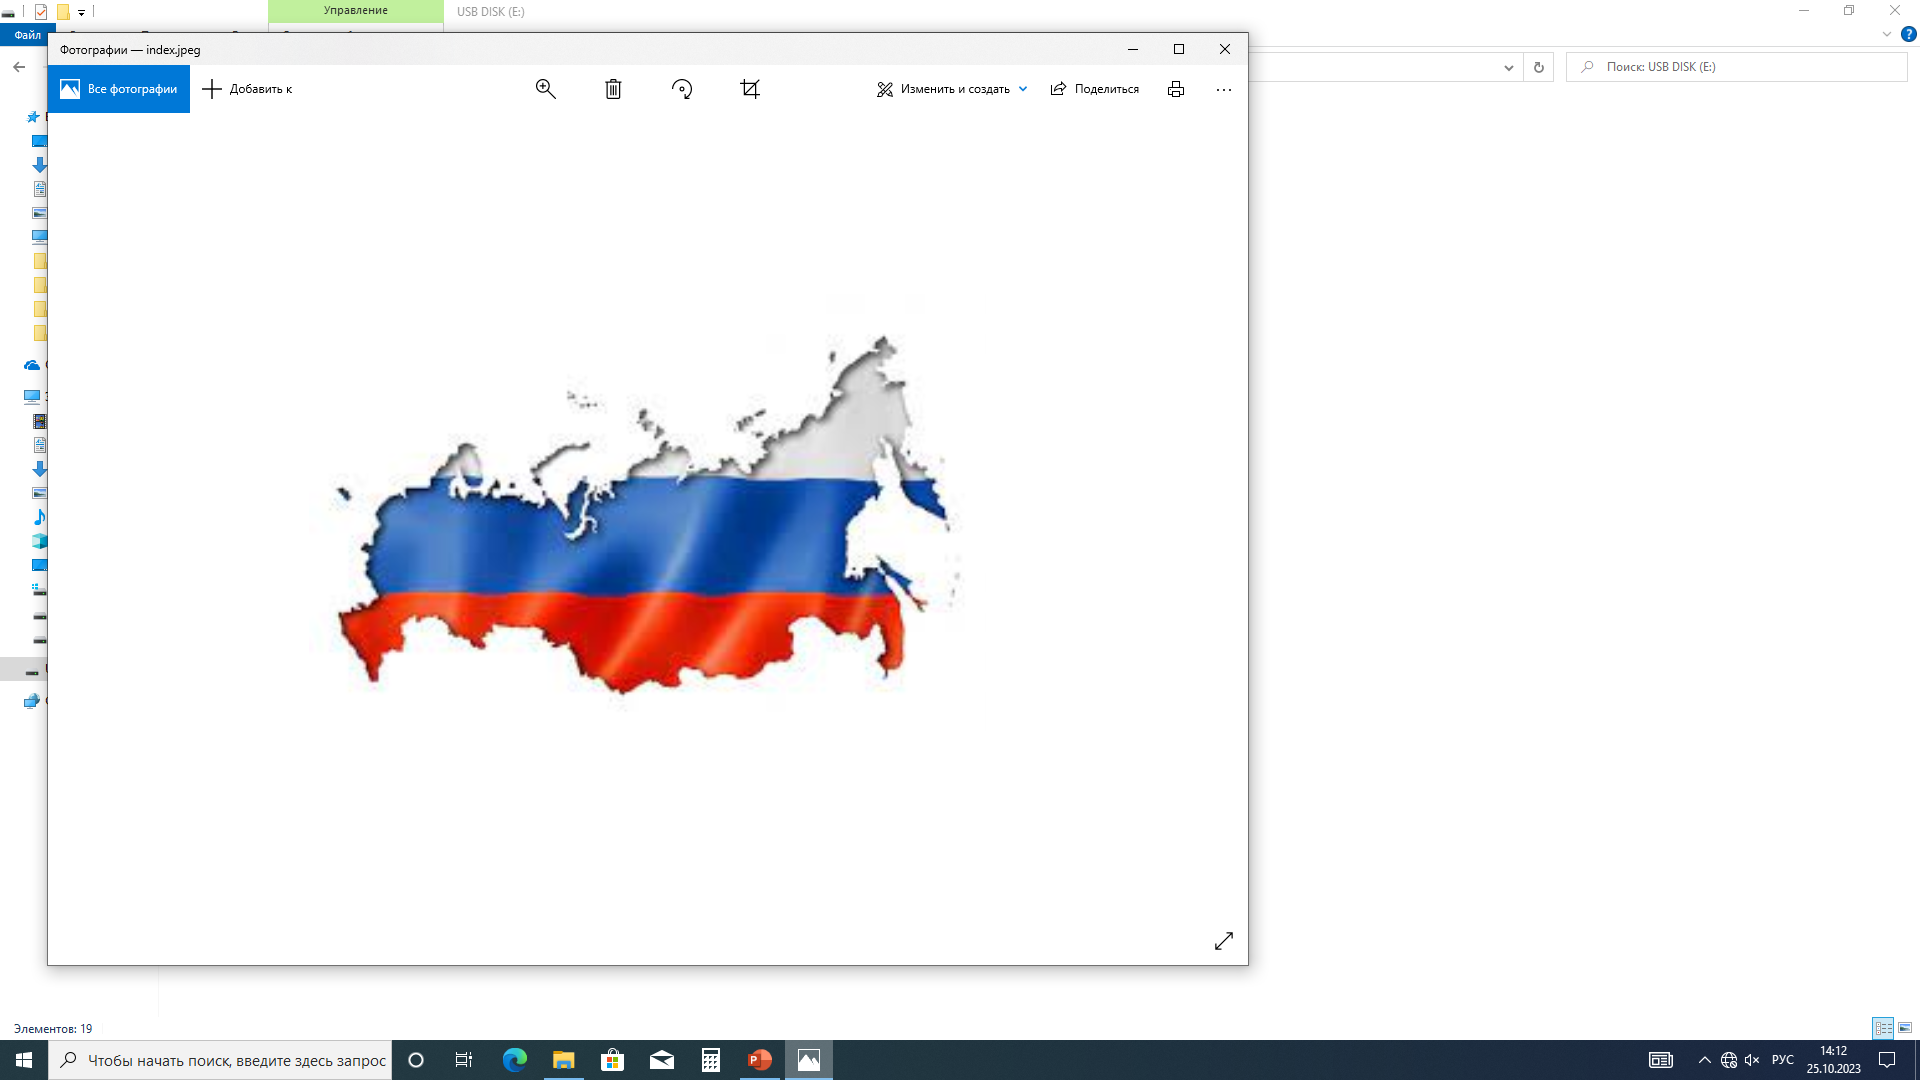 Управление
USB DISK (E:)
Файл
Фотографии — index.jpeg
Поиск: USB DISK (E:)
Все фотографии
Добавить к
Изменить и создать
Поделиться
Элементов: 19
Чтобы начать поиск, введите здесь запрос
РУС
14:12
25.10.2023